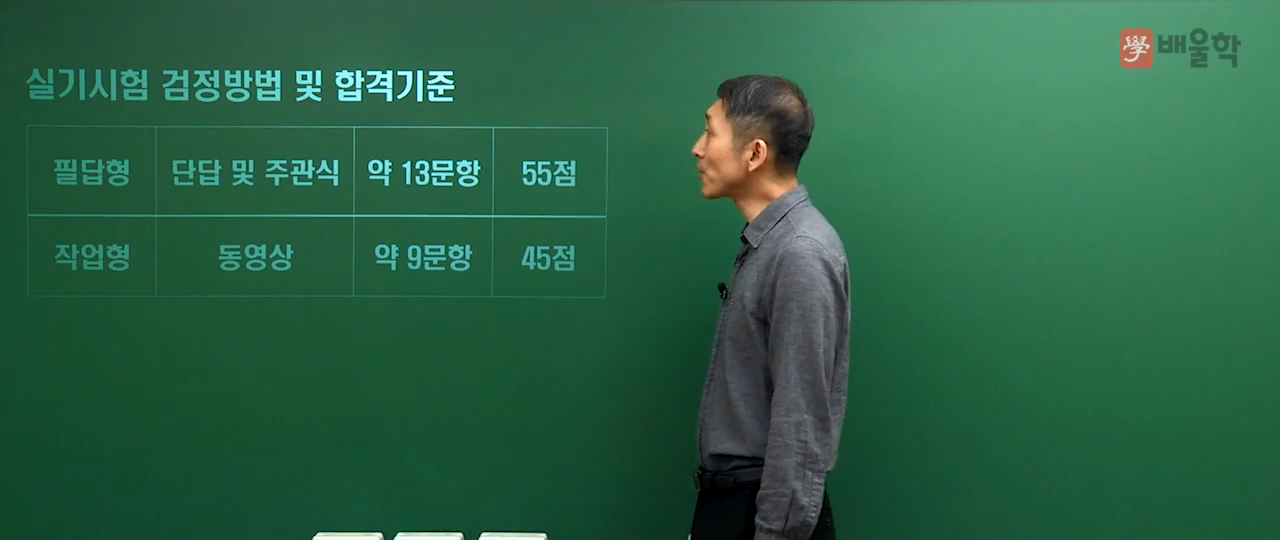 學 배울학
실기시험 검정방법 및 합격기준
필답형 단답 및 주관식 약 13문항 55점
작업형 동영상 약 9문항 45점